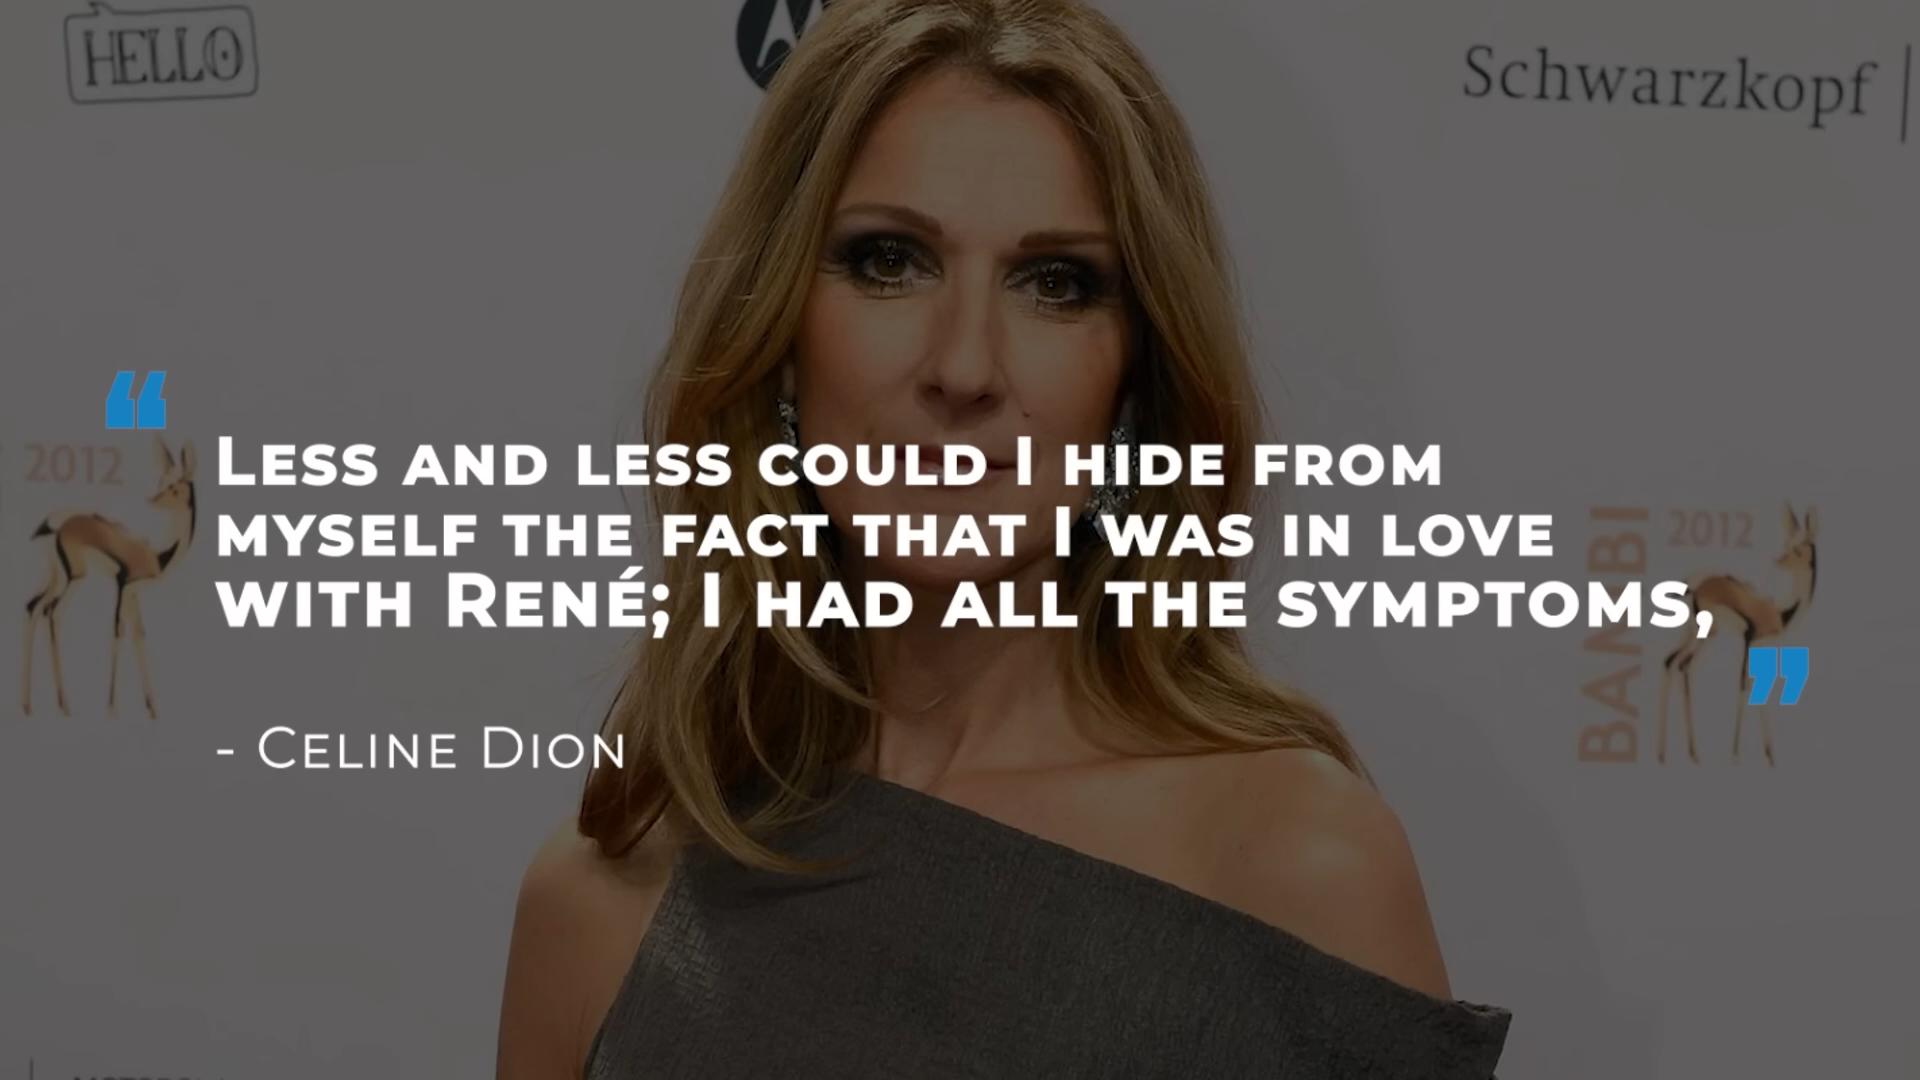 HELLO
Schwarzkopf
“
2012
LESS AND LESS COULD I HIDE FROM
MYSELF THE FACT THAT I WAS IN LOVE
WITH RENÉ; I HAD ALL THE SYMPTOMS,
”
BAMBI
2012
- CELINE DION